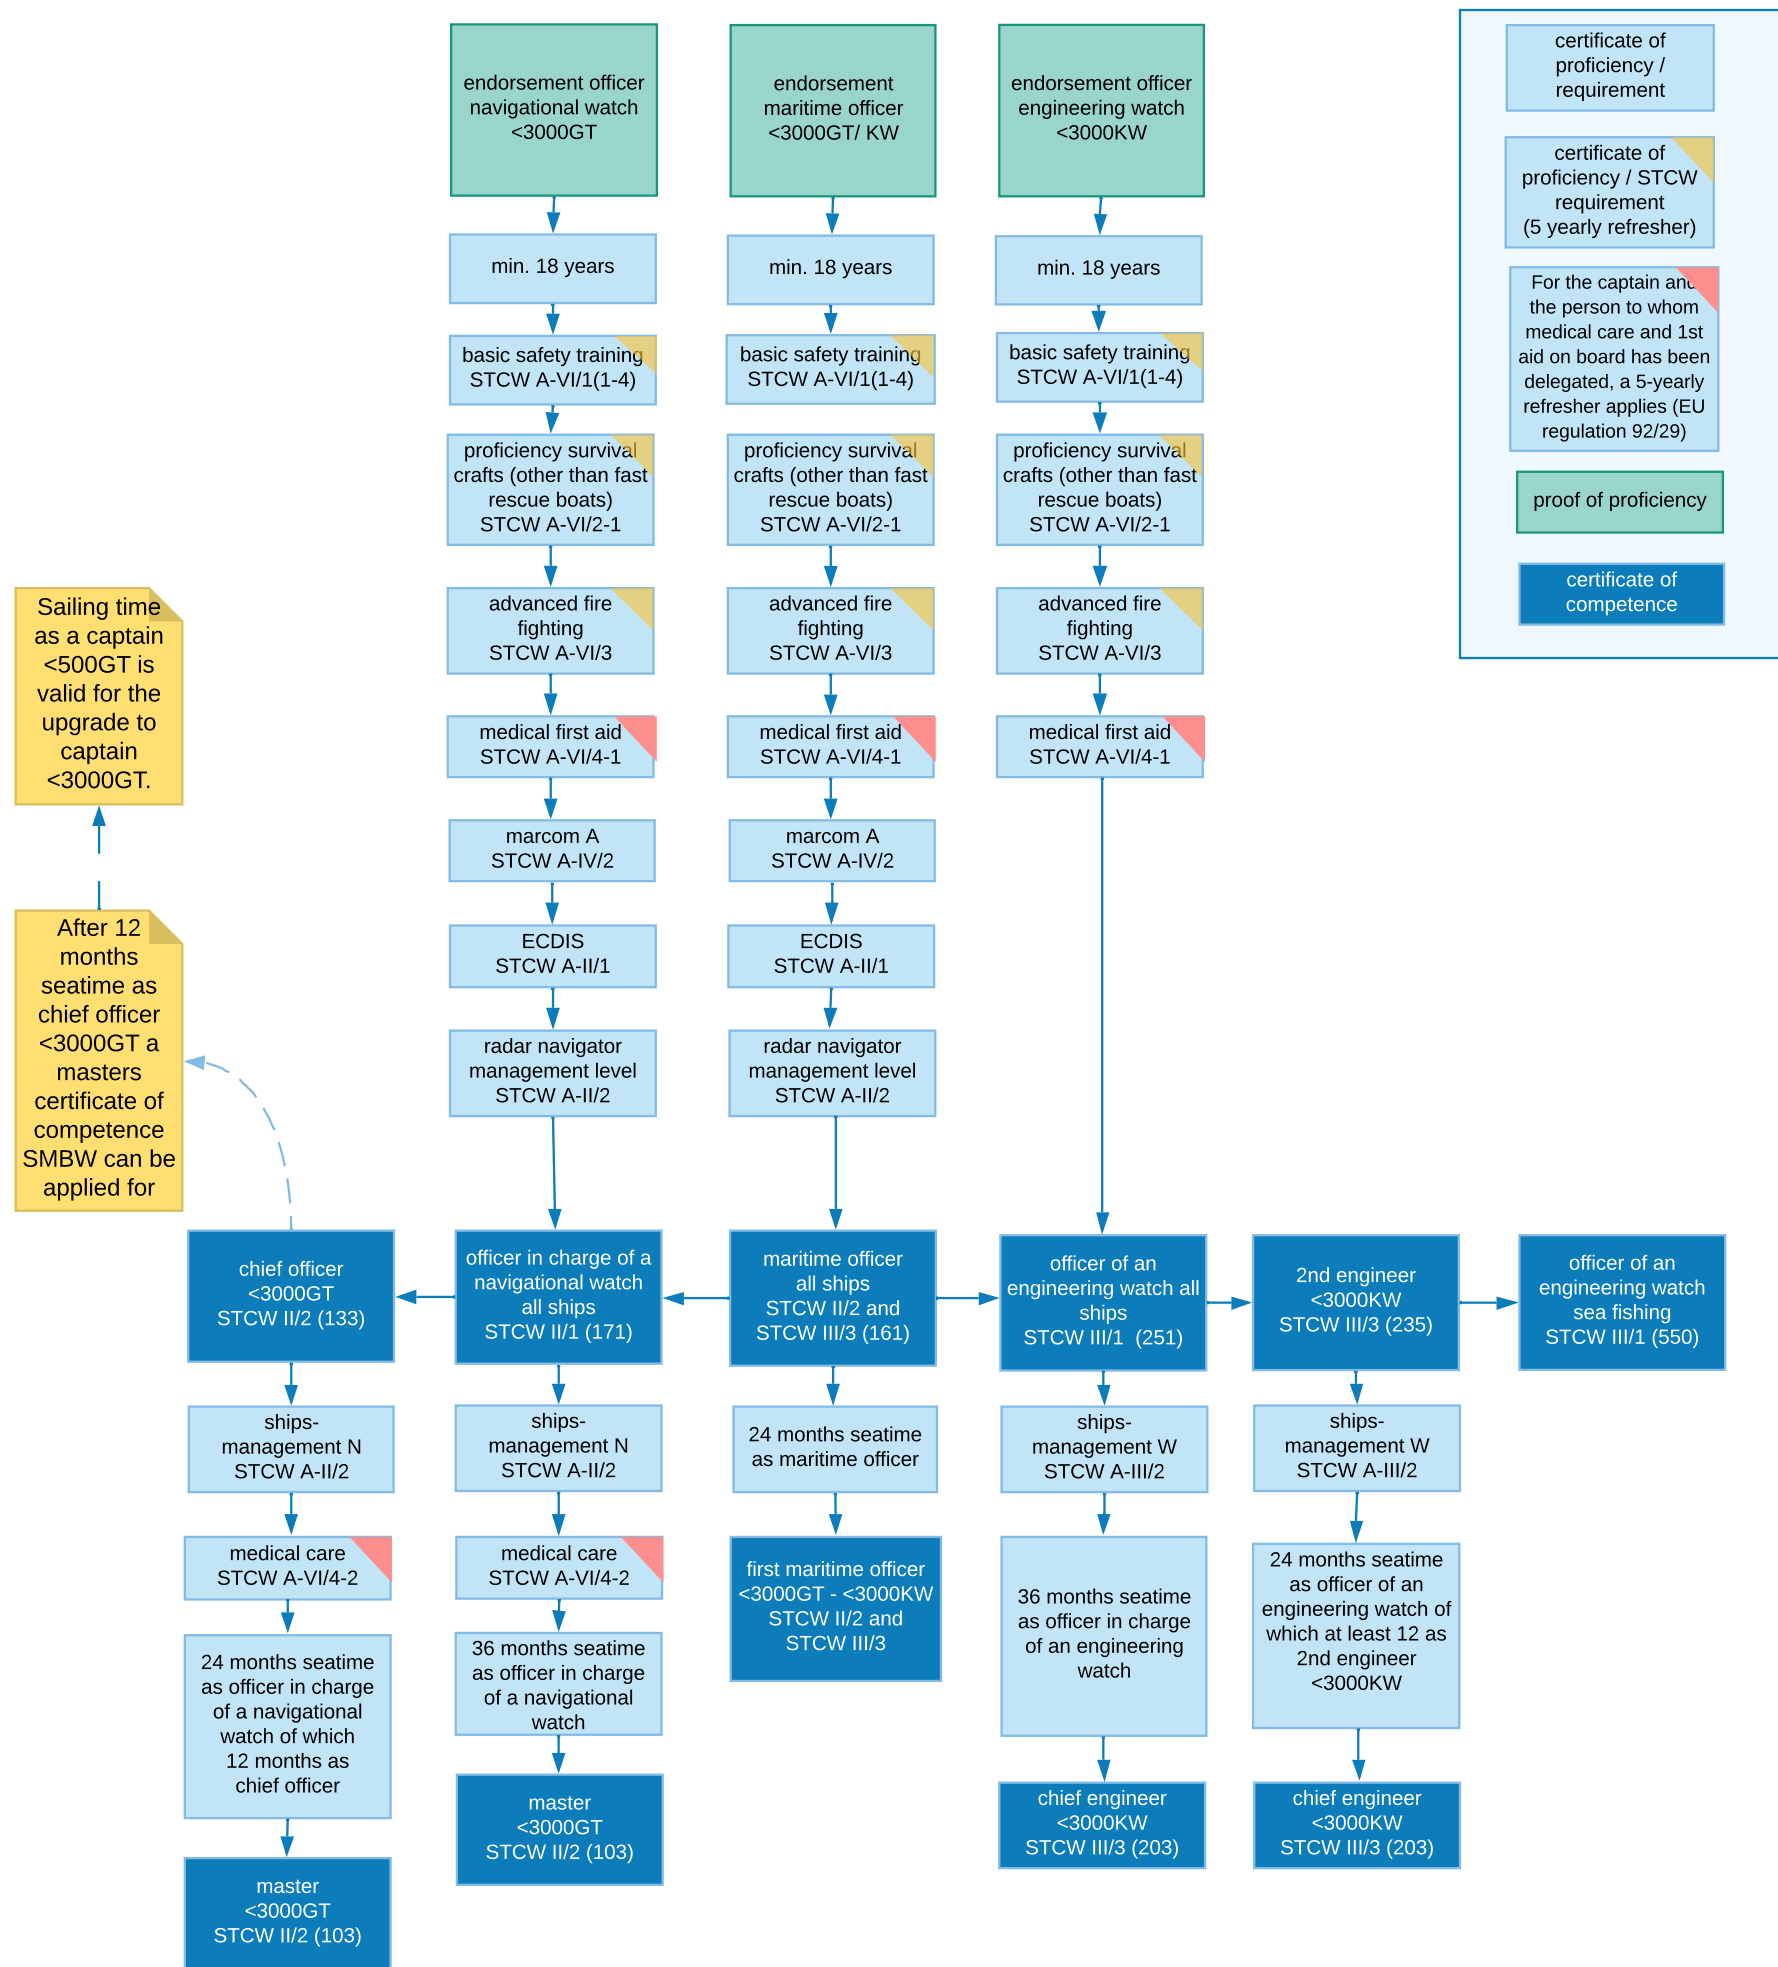 endorsement officer
navigational watch
<3000GT
min. 18 years
basic safety training
STCW A-VI/1(1-4)
proficiency survival
crafts (other than fast
rescue boats)
STCW A-VI/2-1
advanced fire
fighting
STCW A-VI/3
medical first aid
STCW A-VI/4-1
marcom A
STCW A-IV/2
ECDIS
STCW A-II/1
radar navigator
management level
STCW A-II/2
endorsement
maritime officer
<3000GT/ KW
min. 18 years
basic safety training
STCW A-VI/1(1-4)
proficiency survival
crafts (other than fast
rescue boats)
STCW A-VI/2-1
advanced fire
fighting
STCW A-VI/3
medical first aid
STCW A-VI/4-1
marcom A
STCW A-IV/2
ECDIS
STCW A-II/1
radar navigator
management level
STCW A-II/2
endorsement officer
engineering watch
<3000KW
min. 18 years
basic safety training
STCW A-VI/1(1-4)
proficiency survival
crafts (other than fast
rescue boats)
STCW A-VI/2-1
advanced fire
fighting
STCW A-VI/3
medical first aid
STCW A-VI/4-1
certificate of
proficiency /
requirement
certificate of
proficiency / STCW
requirement
(5 yearly refresher)
For the captain and
the person to whom
medical care and 1st
aid on board has been
delegated, a 5-yearly
refresher applies (EU
regulation 92/29)
proof of proficiency
certificate of
competence
Sailing time
as a captain
<500GT is
valid for the
upgrade to
captain
<3000GT.
After 12
months
seatime as
chief officer
<3000GT a
masters
certificate of
competence
SMBW can be
applied for
chief officer
<3000GT
STCW II/2 (133)
ships-
management N
STCW A-II/2
medical care
STCW A-VI/4-2
24 months seatime
as officer in charge
of a navigational
watch of which
12 months as
chief officer
master
<3000GT
STCW II/2 (103)
officer in charge of a
navigational watch
all ships
STCW II/1 (171)
ships-
management N
STCW A-II/2
medical care
STCW A-VI/4-2
36 months seatime
as officer in charge
of a navigational
watch
master
<3000GT
STCW II/2 (103)
maritime officer
all ships
STCW II/2 and
STCW III/3 (161)
24 months seatime
as maritime officer
first maritime officer
<3000GT - <3000KW
STCW II/2 and
STCW III/3
officer of an
engineering watch all
ships
STCW III/1  (251)
ships-
management W
STCW A-III/2
36 months seatime
as officer in charge
of an engineering
watch
chief engineer
<3000KW
STCW III/3 (203)
2nd engineer
<3000KW
STCW III/3 (235)
ships-
management W
STCW A-III/2
24 months seatime
as officer of an
engineering watch of
which at least 12 as
2nd engineer
<3000KW
chief engineer
<3000KW
STCW III/3 (203)
officer of an
engineering watch
sea fishing
STCW III/1 (550)